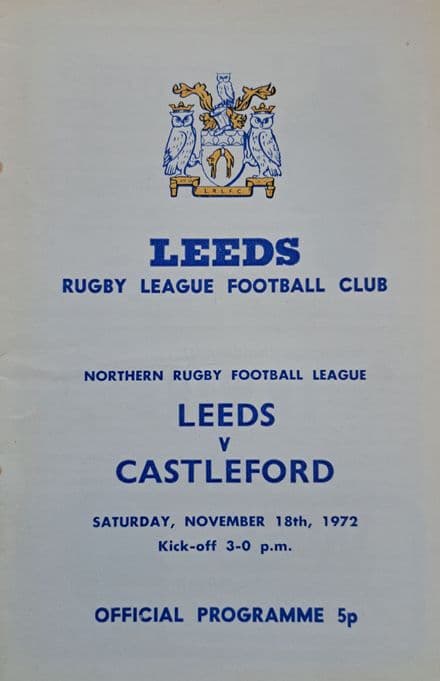 L.R.L.F.C.
LEEDS
RUGBY LEAGUE FOOTBALL CLUB
NORTHERN RUGBY FOOTBALL LEAGUE
LEEDS
V
CASTLEFORD
SATURDAY, NOVEMBER 18th, 1972
Kick-off 3-0 p.m.
OFFICIAL PROGRAMME 5p